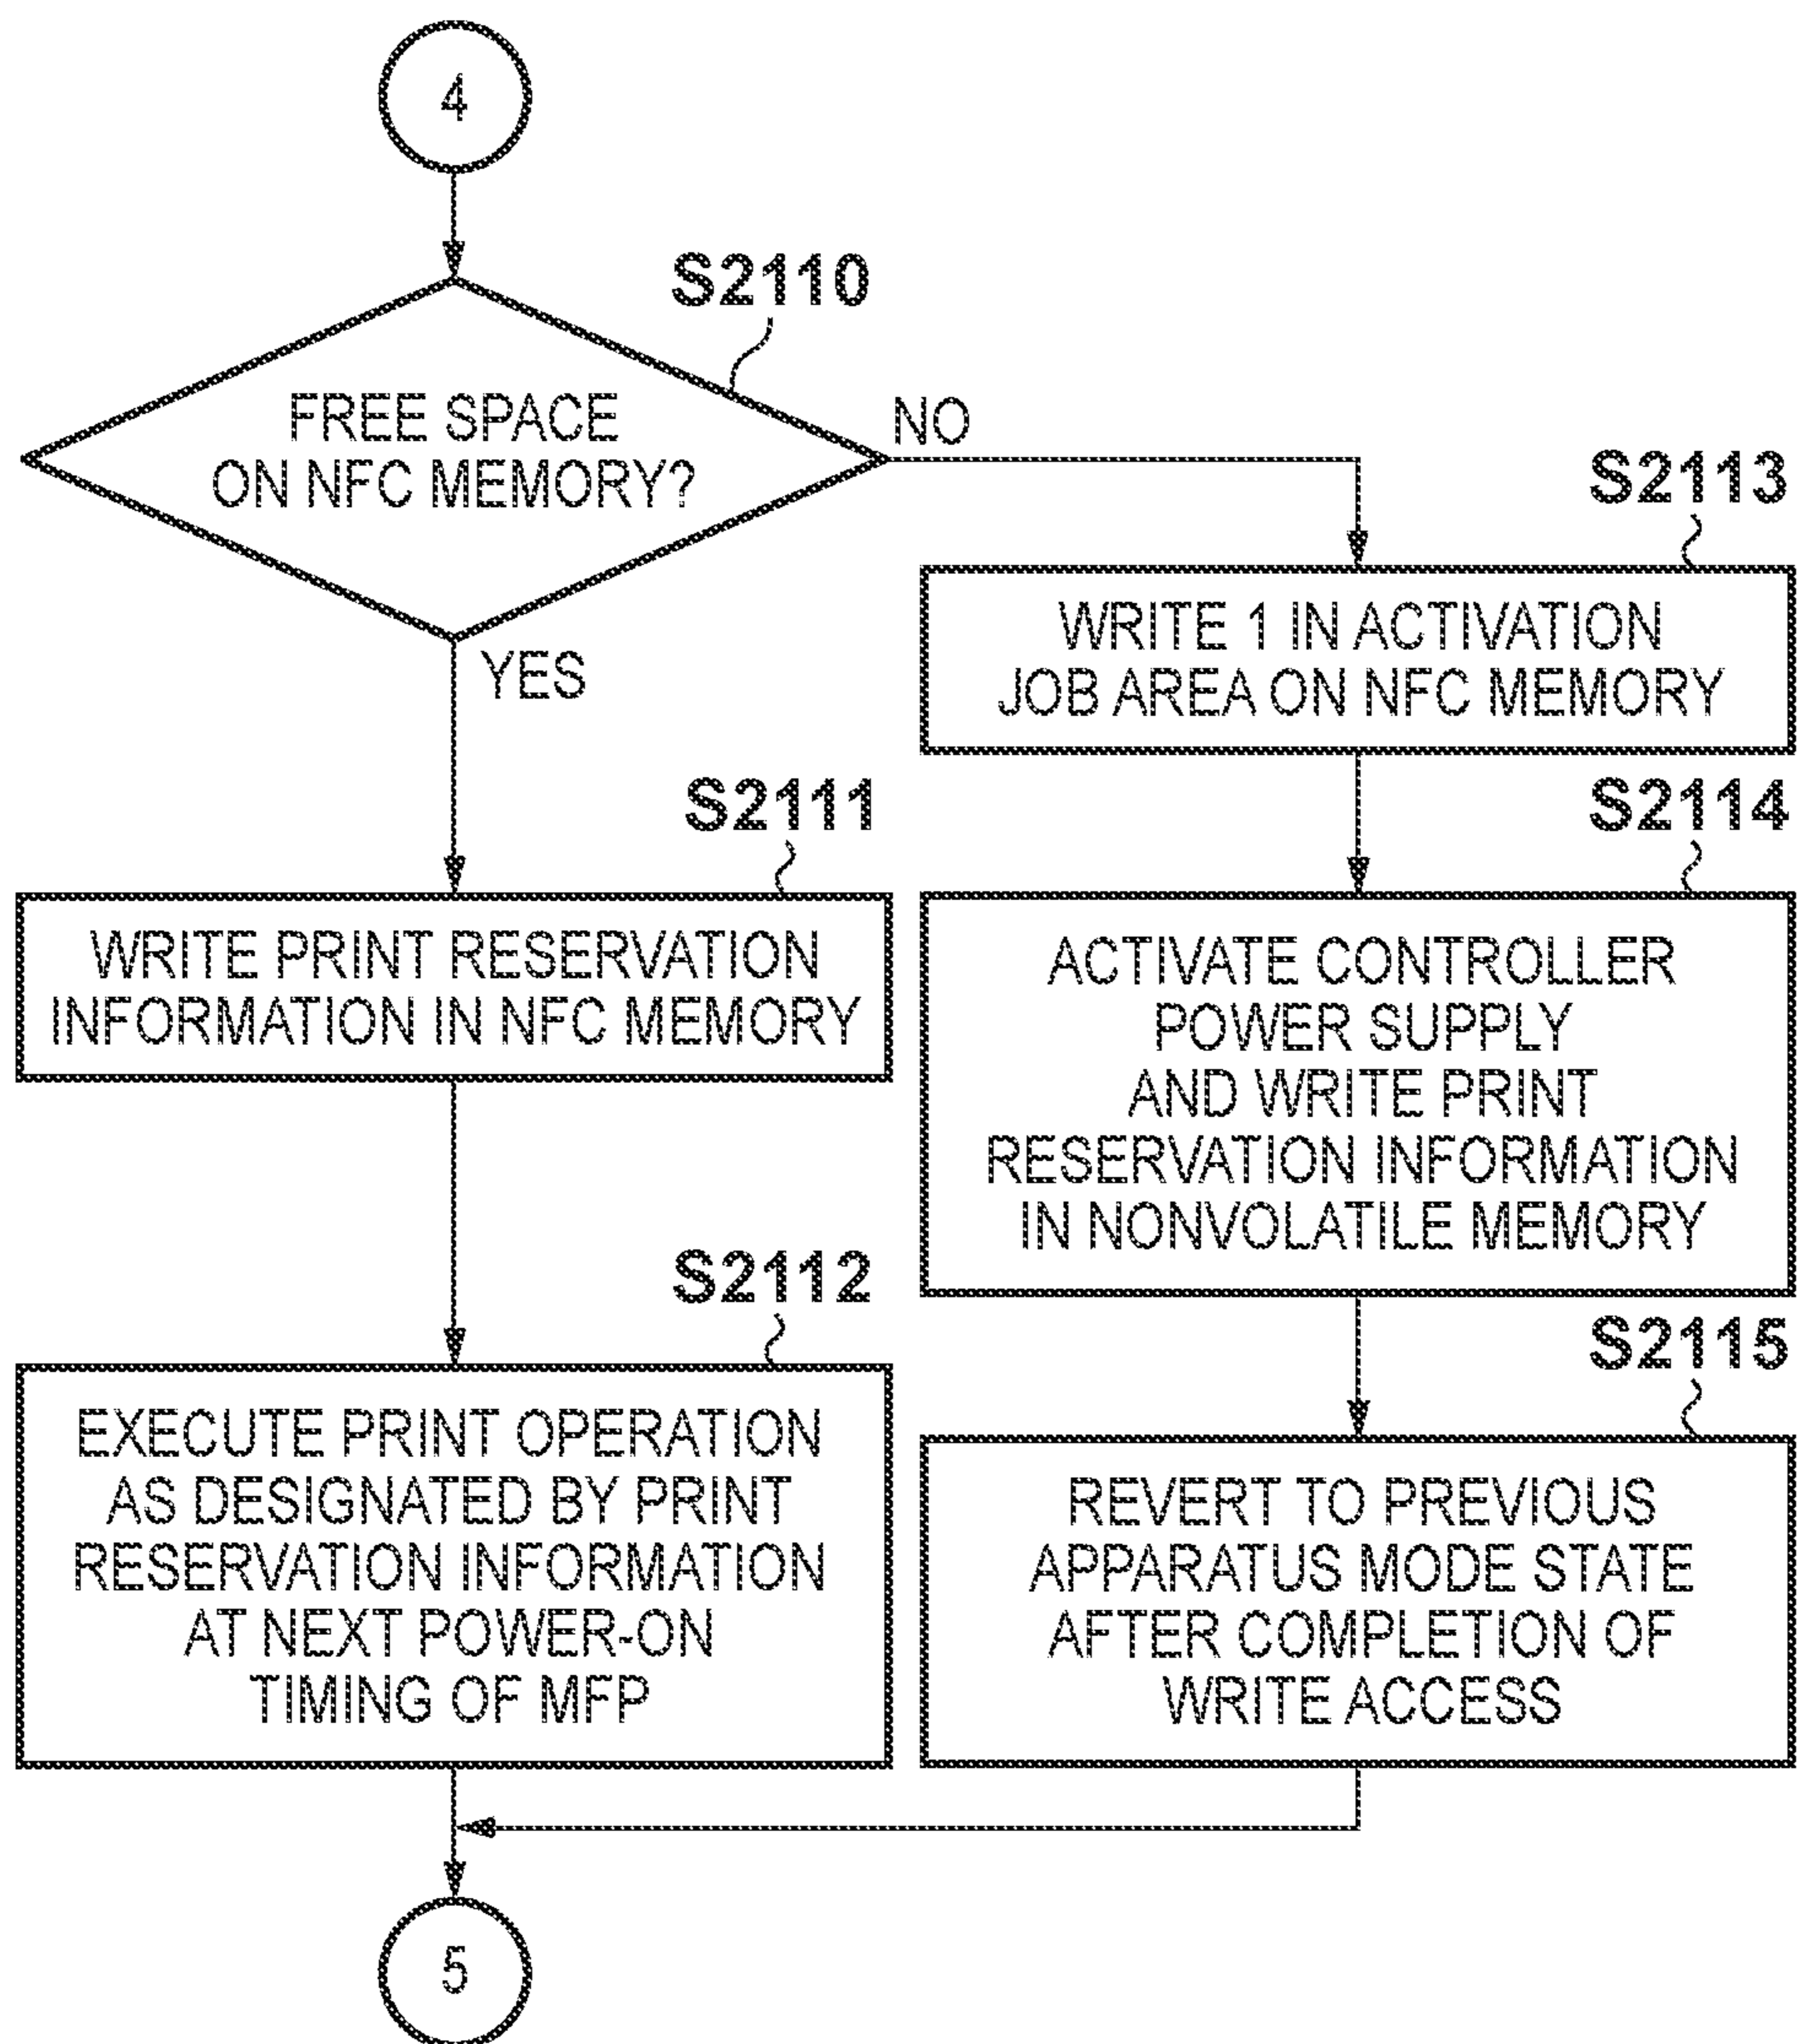 4
S2110
FREE SPACE
ON NFC MEMORY?
NO
YES
S2113
WRITE 1 IN ACTIVATION
JOB AREA ON NFC MEMORY
S2111
WRITE PRINT RESERVATION
INFORMATION IN NFC MEMORY
S2114
ACTIVATE CONTROLLER
POWER SUPPLY
AND WRITE PRINT
RESERVATION INFORMATION
IN NONVOLATILE MEMORY
S2112
EXECUTE PRINT OPERATION
AS DESIGNATED BY PRINT
RESERVATION INFORMATION
AT NEXT POWER-ON
TIMING OF MFP
S2115
REVERT TO PREVIOUS
APPARATUS MODE STATE
AFTER COMPLETION OF
WRITE ACCESS
5